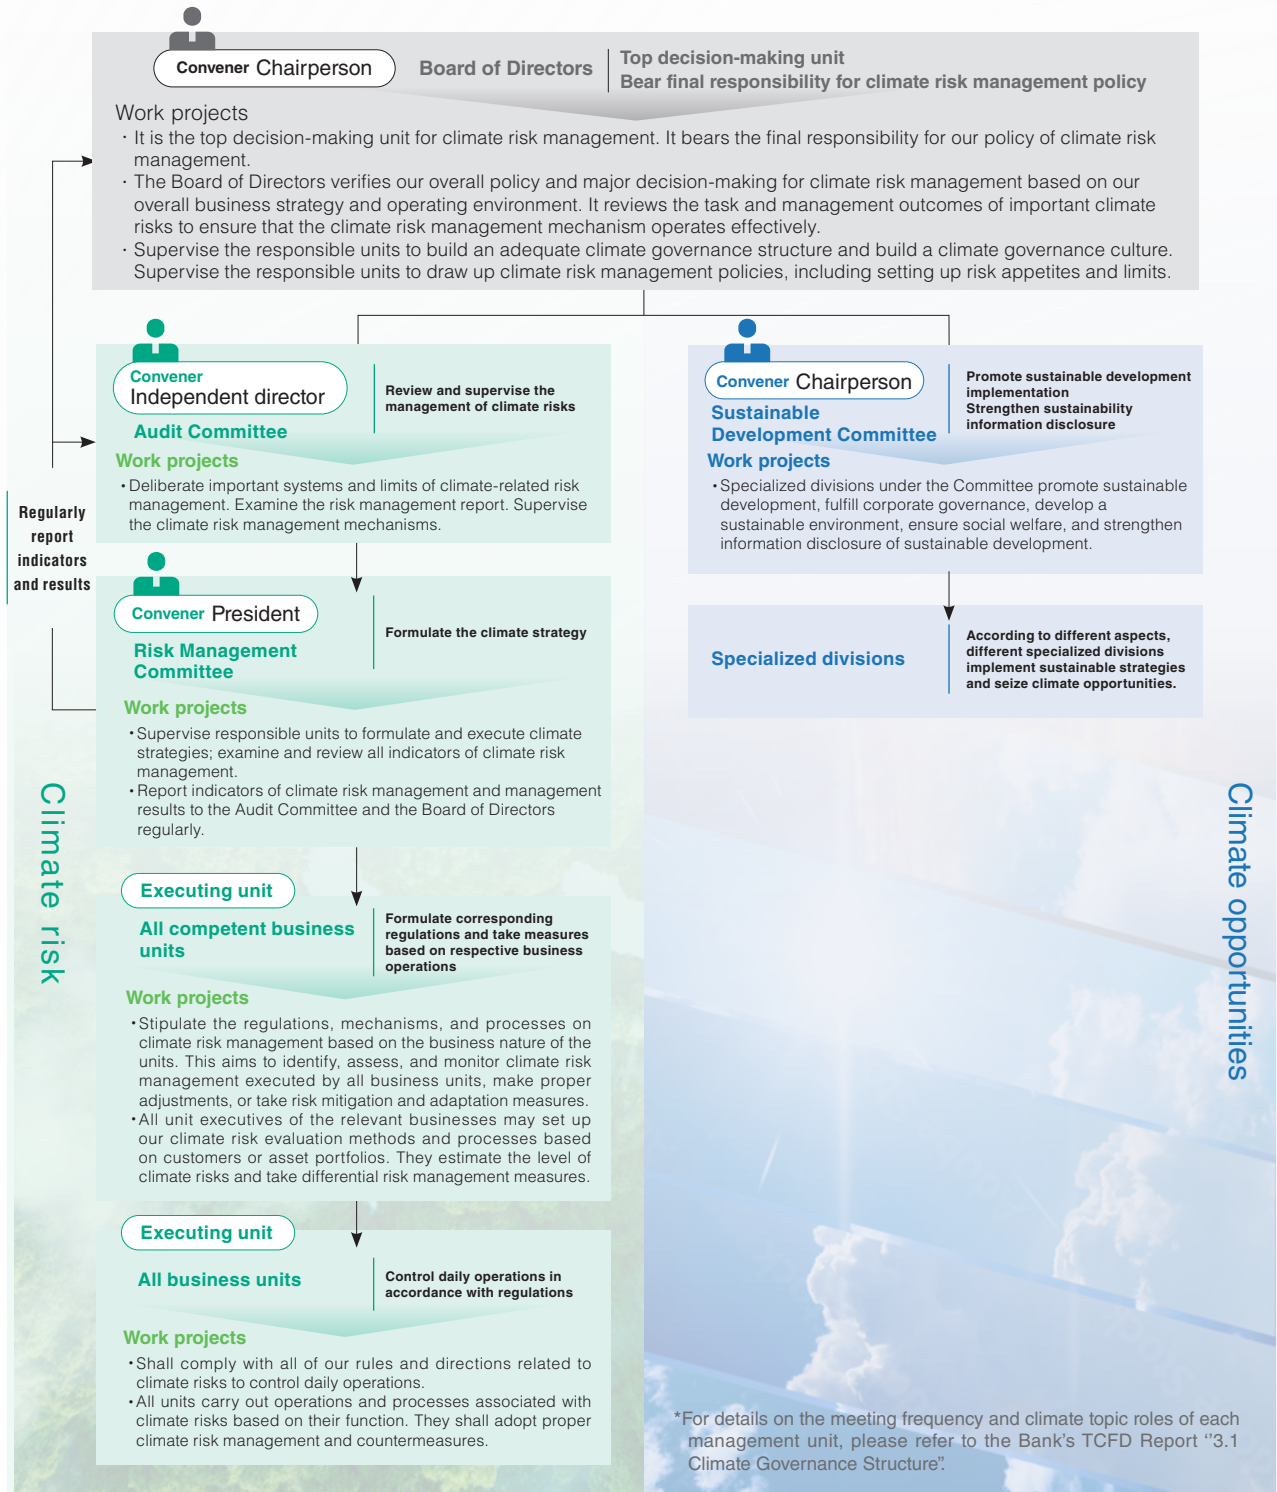 Convener Chairperson
Board of Directors
Top decision-making unit
Bear final responsibility for climate risk management policy
Work projects
· It is the top decision-making unit for climate risk management. It bears the final responsibility for our policy of climate risk
management.
· The Board of Directors verifies our overall policy and major decision-making for climate risk management based on our
overall business strategy and operating environment. It reviews the task and management outcomes of important climate
risks to ensure that the climate risk management mechanism operates effectively.
· Supervise the responsible units to build an adequate climate governance structure and build a climate governance culture.
Supervise the responsible units to draw up climate risk management policies, including setting up risk appetites and limits.
Regularly
report
indicators
and results
Climate risk
Convener
Independent director
Audit Committee
Review and supervise the
management of climate risks
Work projects
• Deliberate important systems and limits of climate-related risk
management. Examine the risk management report. Supervise
the climate risk management mechanisms.
Convener President
Risk Management
Committee
Formulate the climate strategy
Work projects
• Supervise responsible units to formulate and execute climate
strategies; examine and review all indicators of climate risk
management.
• Report indicators of climate risk management and management
results to the Audit Committee and the Board of Directors
regularly.
Executing unit
All competent business
units
Formulate corresponding
regulations and take measures
based on respective business
operations
Work projects
• Stipulate the regulations, mechanisms, and processes on
climate risk management based on the business nature of the
units. This aims to identify, assess, and monitor climate risk
management executed by all business units, make proper
adjustments, or take risk mitigation and adaptation measures.
• All unit executives of the relevant businesses may set up
our climate risk evaluation methods and processes based
on customers or asset portfolios. They estimate the level of
climate risks and take differential risk management measures.
Executing unit
All business units
Control daily operations in
accordance with regulations
Work projects
• Shall comply with all of our rules and directions related to
climate risks to control daily operations.
• All units carry out operations and processes associated with
climate risks based on their function. They shall adopt proper
climate risk management and countermeasures.
Convener Chairperson
Sustainable
Development Committee
Promote sustainable development
implementation
Strengthen sustainability
information disclosure
Work projects
• Specialized divisions under the Committee promote sustainable
development, fulfill corporate governance, develop a
sustainable environment, ensure social welfare, and strengthen
information disclosure of sustainable development.
Specialized divisions
According to different aspects,
different specialized divisions
implement sustainable strategies
and seize climate opportunities.
Climate opportunities
*For details on the meeting frequency and climate topic roles of each
management unit, please refer to the Bank's TCFD Report ‘’3.1
Climate Governance Structure”.